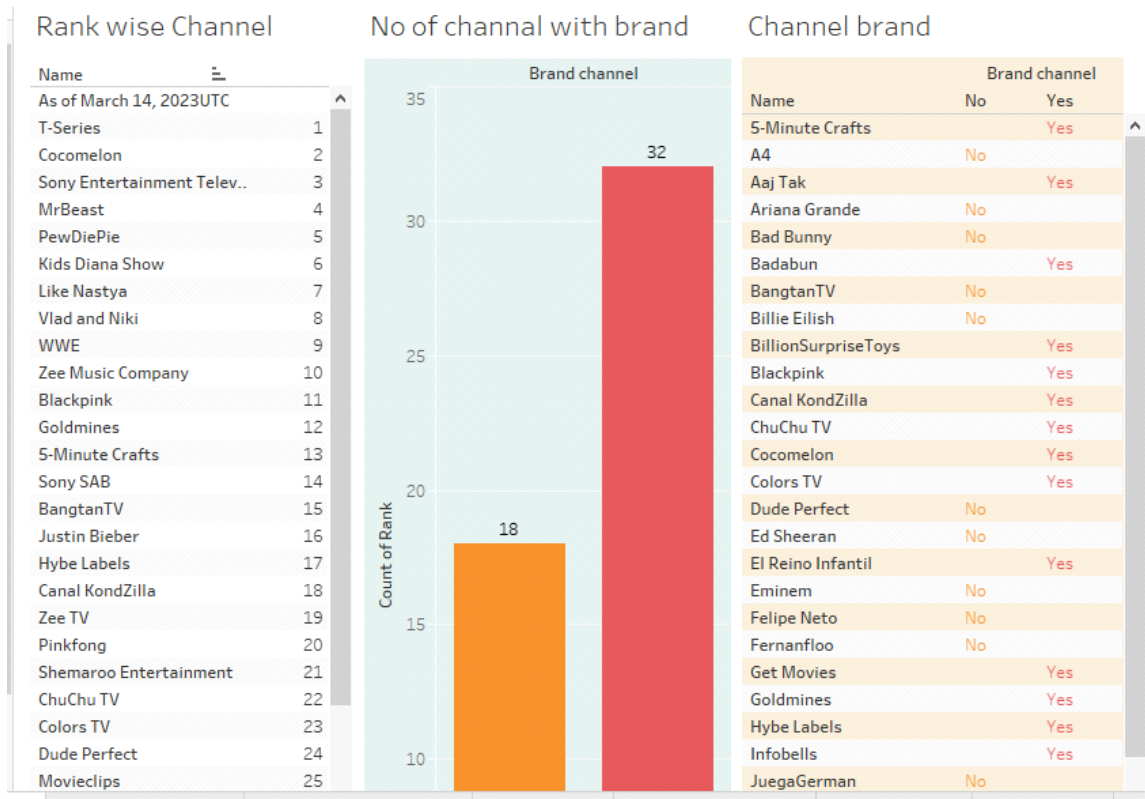 Rank wise Channel
Name
As of March 14, 2023UTC
T-Series 1
Cocomelon 2
Sony Entertainment Telev.. 3
MrBeast 4
PewDiePie 5
Kids Diana Show 6
Like Nastya 7
Vlad and Niki 8
WWE 9
Zee Music Company 10
Blackpink 11
Goldmines 12
5-Minute Crafts 13
Sony SAB 14
BangtanTV 15
Justin Bieber 16
Hybe Labels 17
Canal KondZilla 18
Zee TV 19
Pinkfong 20
Shemaroo Entertainment 21
ChuChu TV 22
Colors TV 23
Dude Perfect 24
Movieclips 25
No of channal with brand
Brand channel
35
30
25
20
15
10
Count of Rank
18
32
Channel brand
Brand channel
Name No Yes
5-Minute Crafts Yes
A4 No
Aaj Tak Yes
Ariana Grande No
Bad Bunny No
Badabun Yes
BangtanTV No
Billie Eilish No
BillionSurpriseToys Yes
Blackpink Yes
Canal KondZilla Yes
ChuChu TV Yes
Cocomelon Yes
Colors TV Yes
Dude Perfect No
Ed Sheeran No
El Reino Infantil Yes
Eminem No
Felipe Neto No
Fernanfloo No
Get Movies Yes
Goldmines Yes
Hybe Labels Yes
Infobells Yes
JuegaGerman No